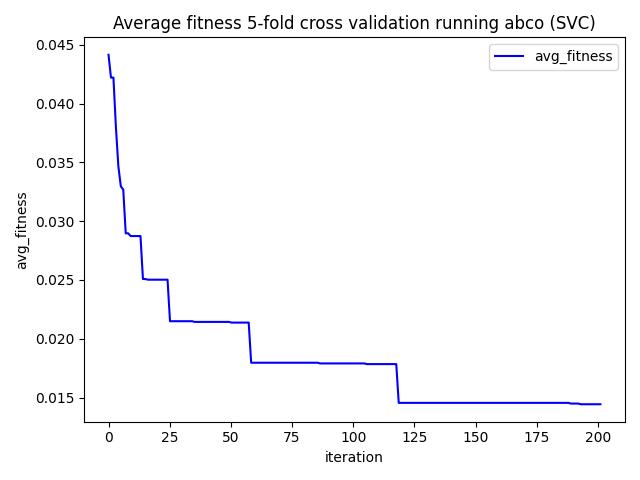 Average fitness 5-fold cross validation running abco (SVC)
avg_fitness
0.045
0.040
0.035
0.030
0.025
0.020
0.015
avg_fitness
0 25 50 75 100 125 150 175 200
iteration